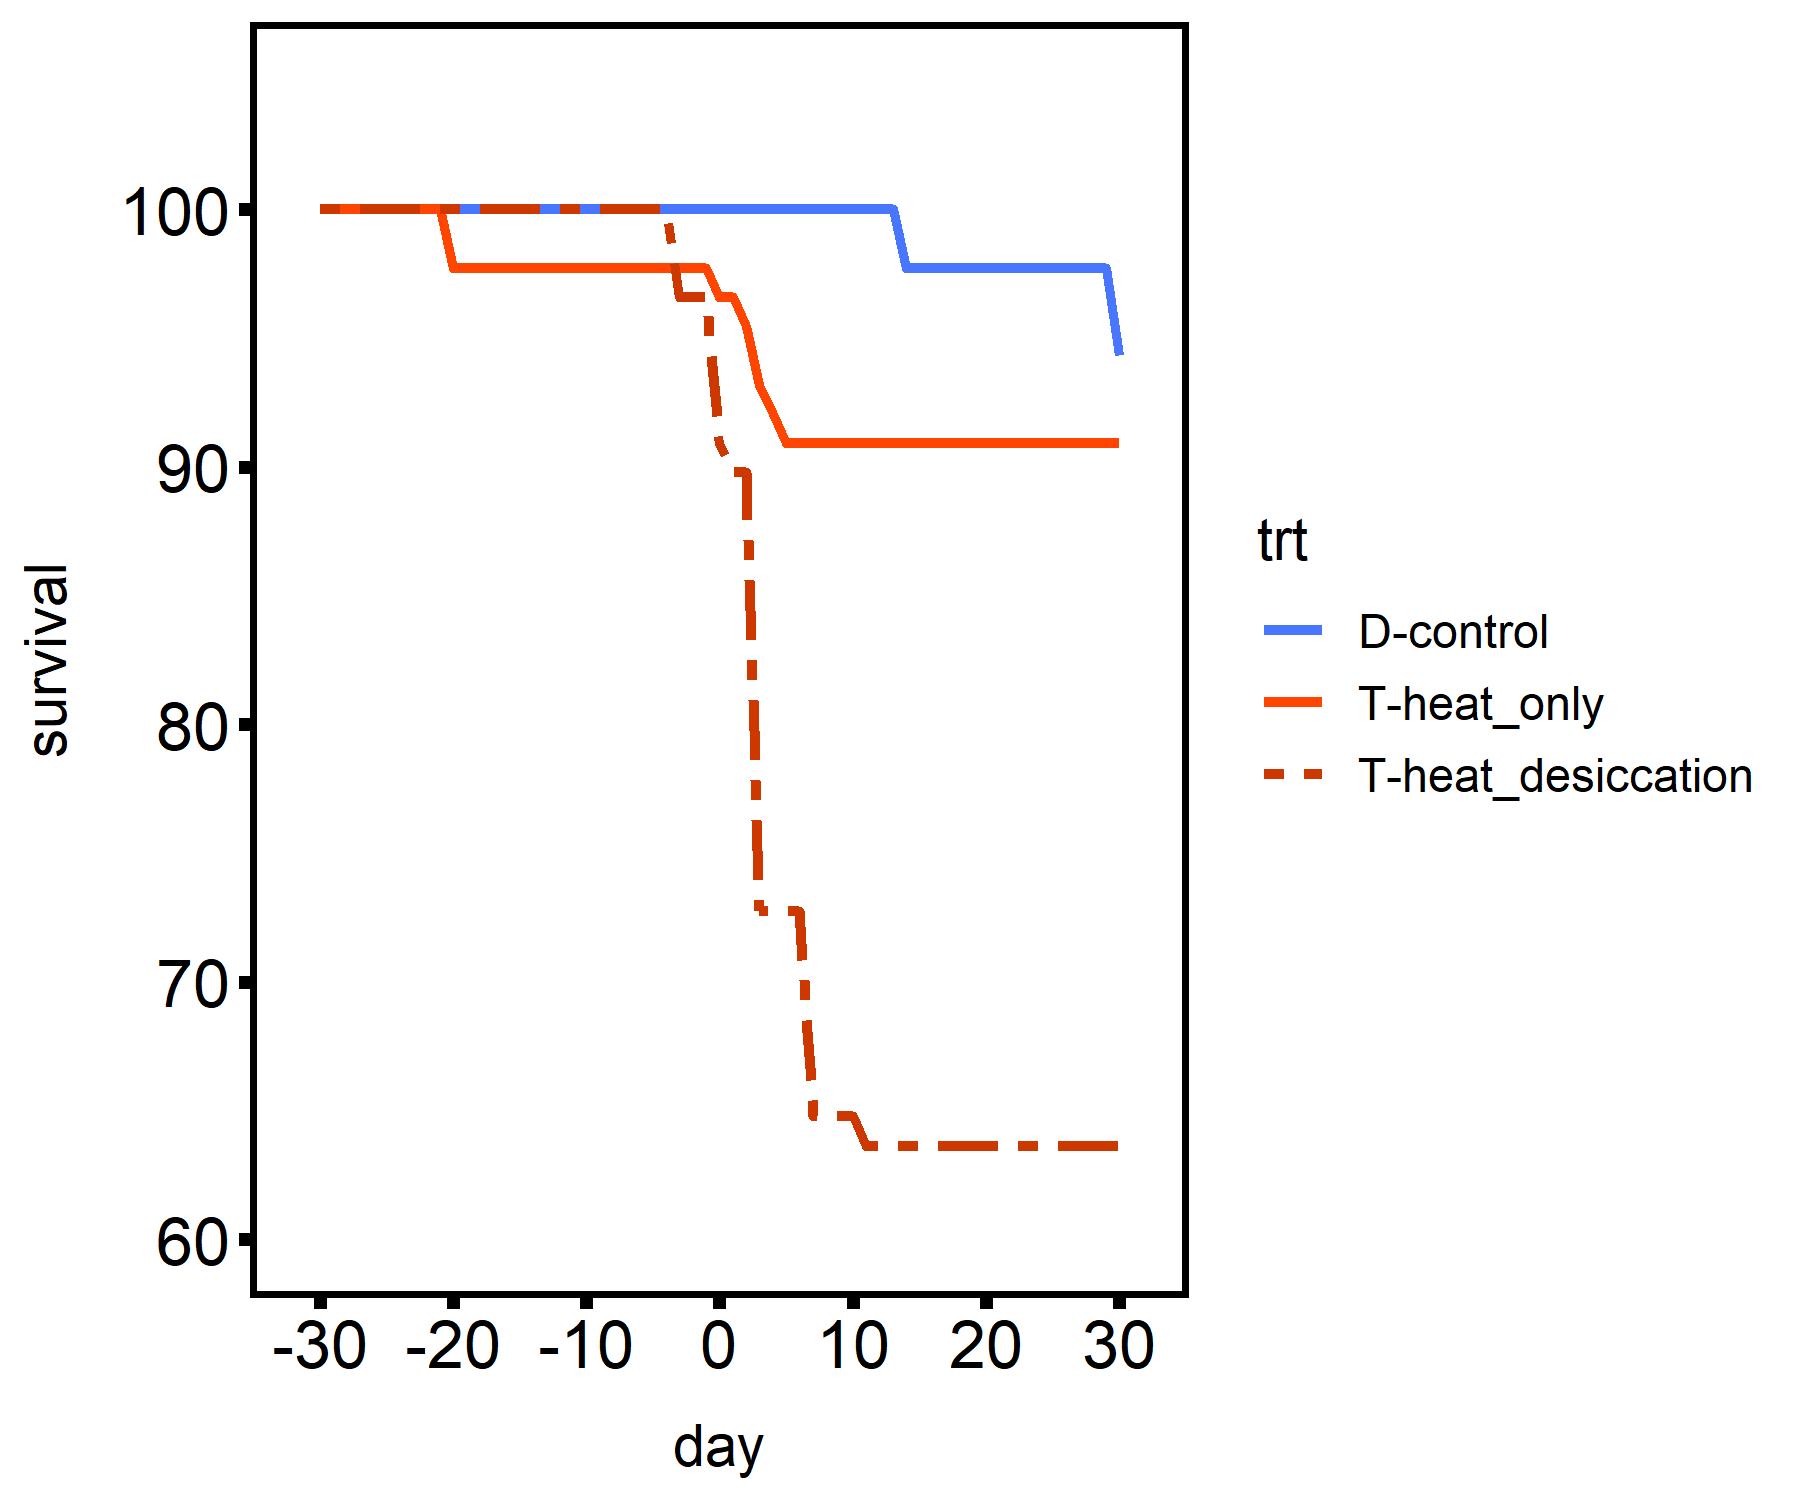 survival
100
90
80
70
60
-30 -20 -10 0 10 20 30
day
trt
D-control
T-heat_only
T-heat_desiccation